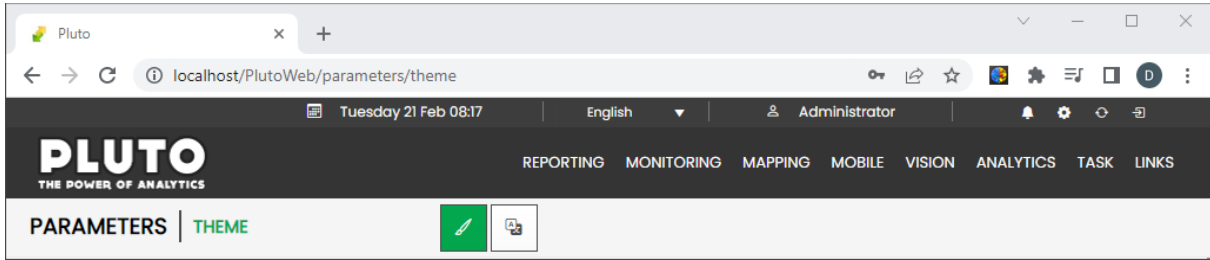 Pluto
localhost/PlutoWeb/parameters/theme
D
Tuesday 21 Feb 08:17
English
Administrator
PLUTO
THE POWER OF ANALYTICS
REPORTING MONITORING MAPPING MOBILE VISION ANALYTICS TASK LINKS
PARAMETERS THEME